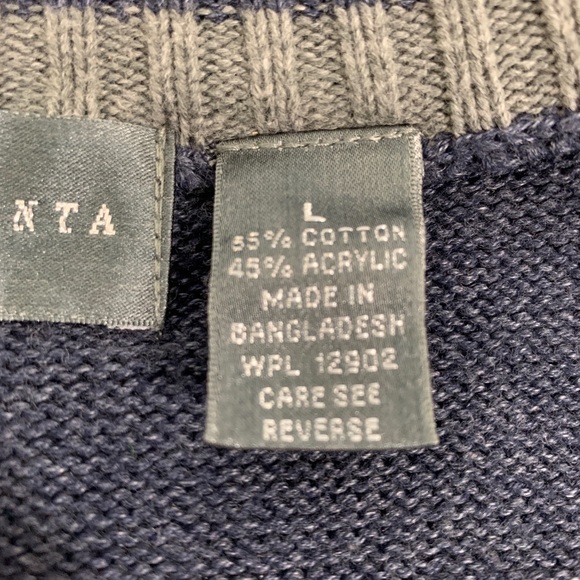 NTA
L
55% COTTON
45% ACRYLIC
MADE IN
BANGLADESH
WPL 12902
CARE SEE
REVERSE